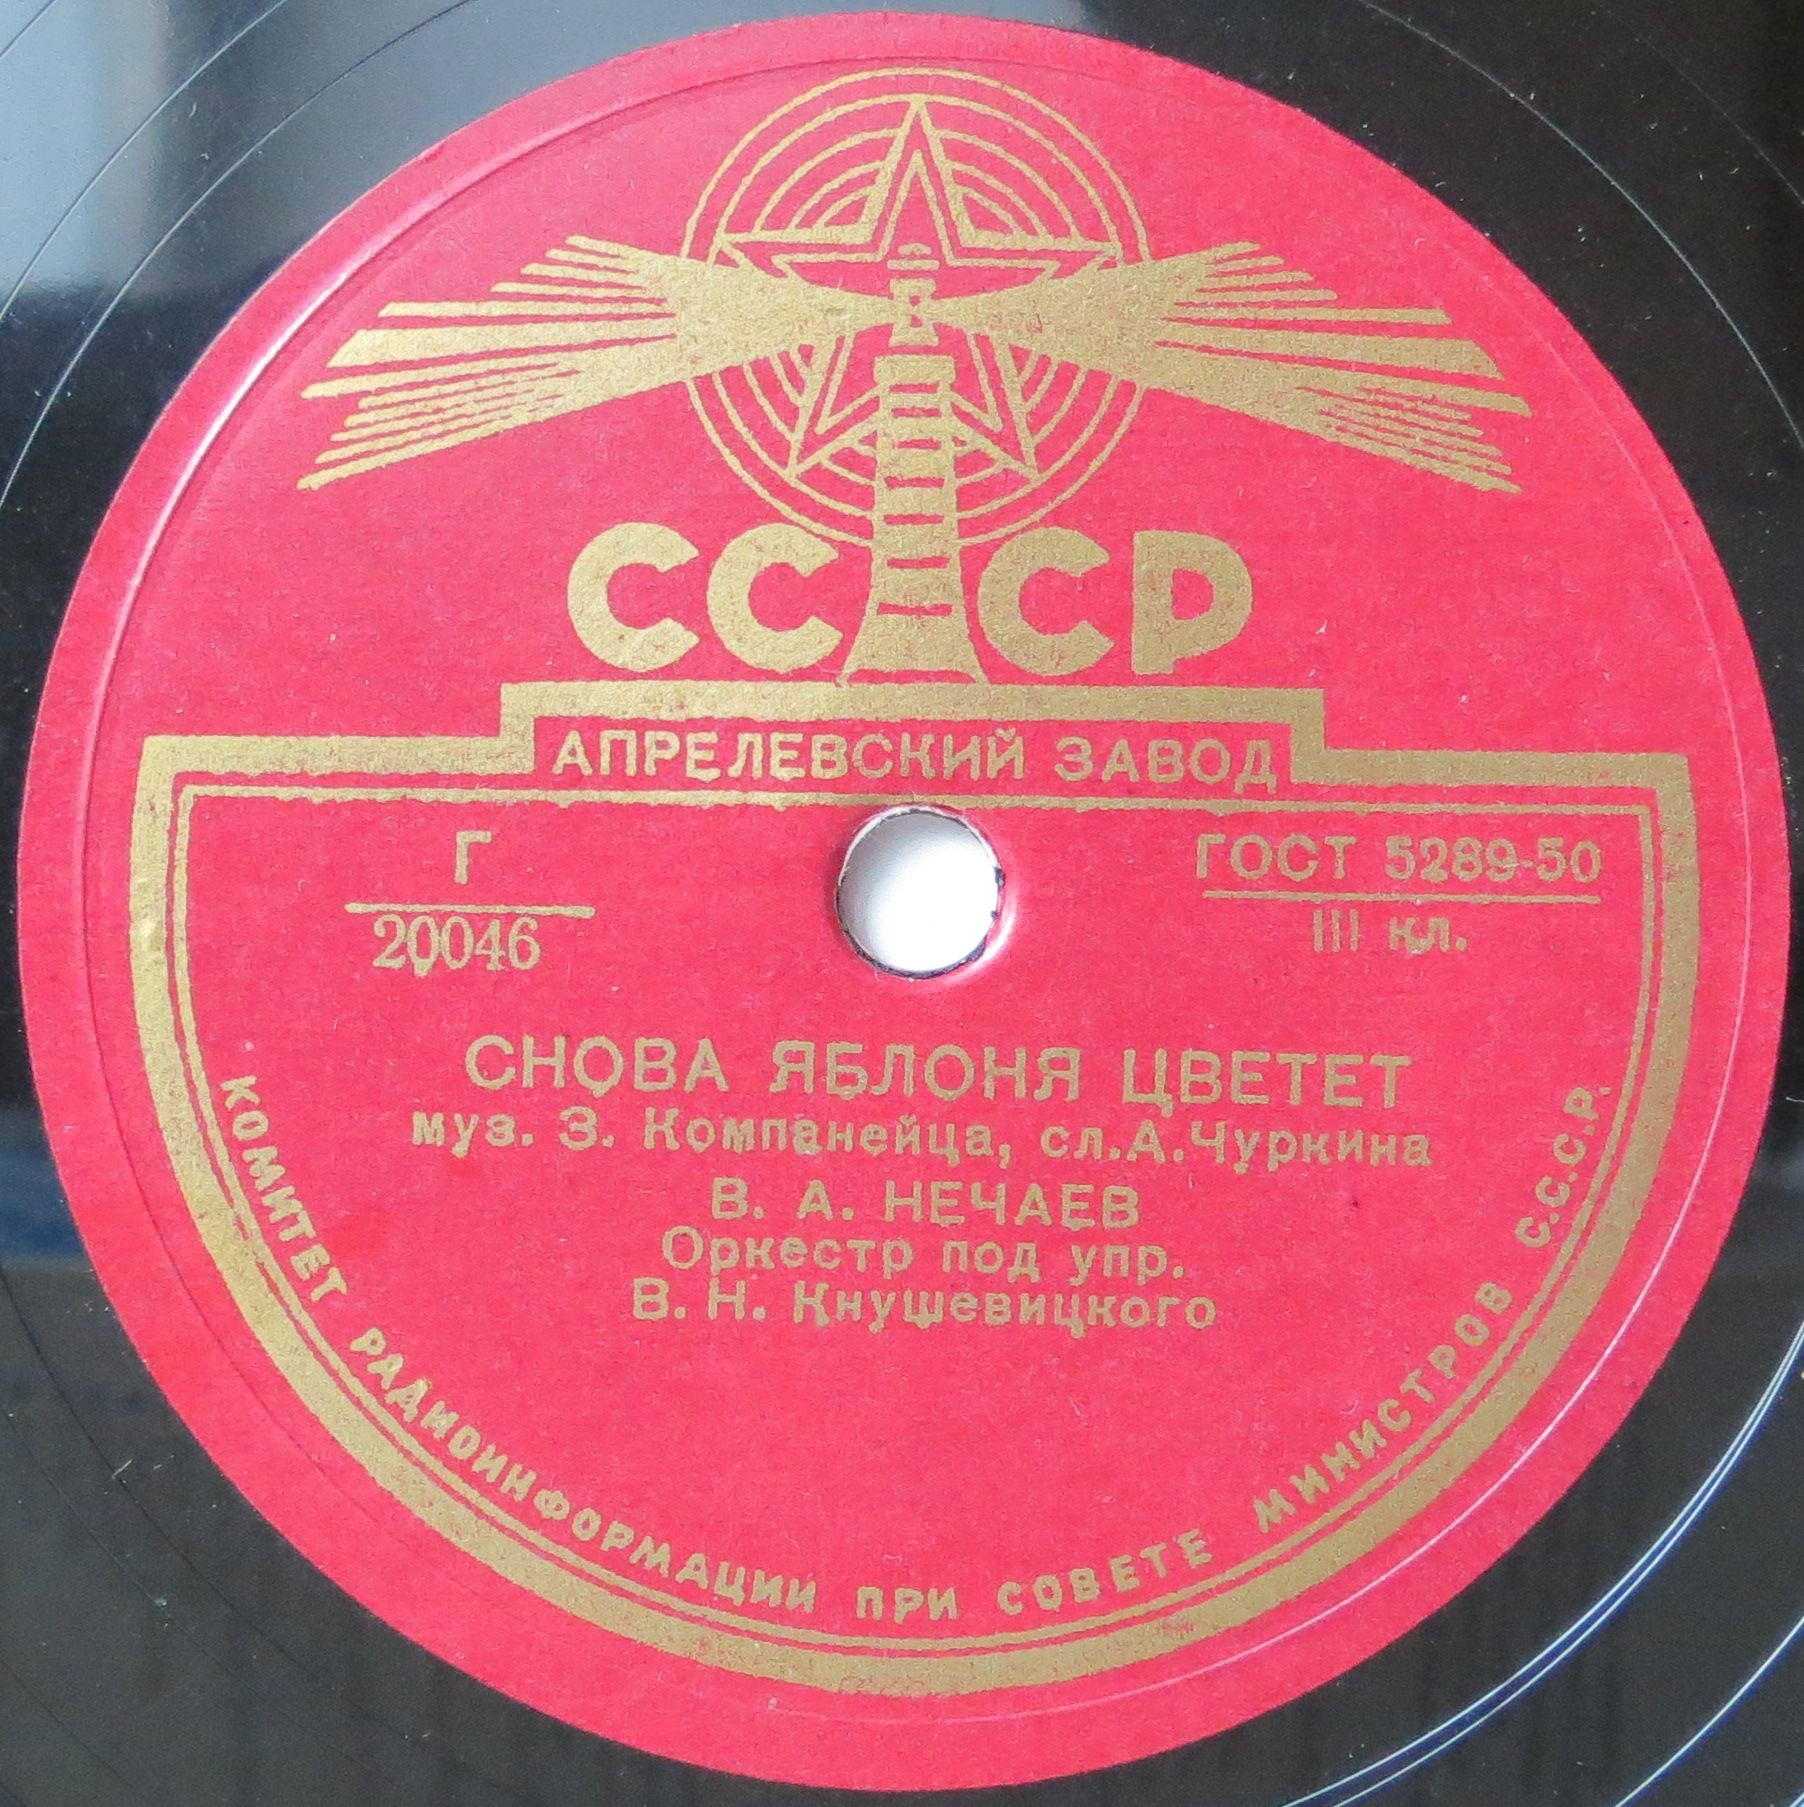 СССР
АПРЕЛЕВСКИЙ ЗАВОД
Г
20046
ГОСТ 5289-50
III кл.
СНОВА ЯБЛОНЯ ЦВЕТЕТ
муз. З. Компанейца, сл. А. Чуркина
В. А. НЕЧАЕВ
Оркестр под упр.
В. Н. Кнушевицкого
КОМИТЕТ РАДИОИНФОРМАЦИИ ПРИ СОВЕТЕ МИНИСТРОВ С.С.С.Р.